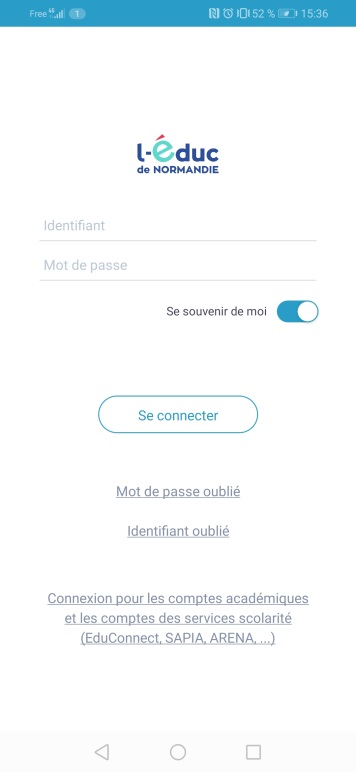 Free 4G 1 52 % 15:36
l-éduc
de NORMANDIE
Identifiant
Mot de passe
Se souvenir de moi
Se connecter
Mot de passe oublié
Identifiant oublié
Connexion pour les comptes académiques
et les comptes des services scolarité
(EduConnect, SAPIA, ARENA, ...)